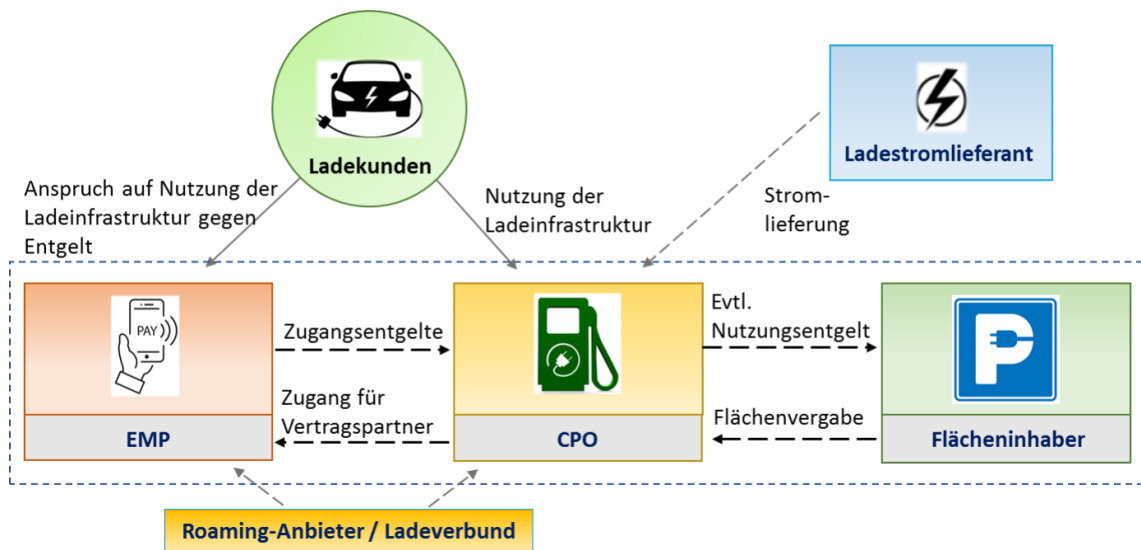 Ladekunden
Ladestromlieferant
Anspruch auf Nutzung der
Ladeinfrastruktur gegen
Entgelt
Nutzung der
Ladeinfrastruktur
Strom-
lieferung
PAY
Zugangsentgelte
Zugang für
Vertragspartner
EMP
CPO
Evtl.
Nutzungsentgelt
Flächenvergabe
P
Flächeninhaber
Roaming-Anbieter / Ladeverbund